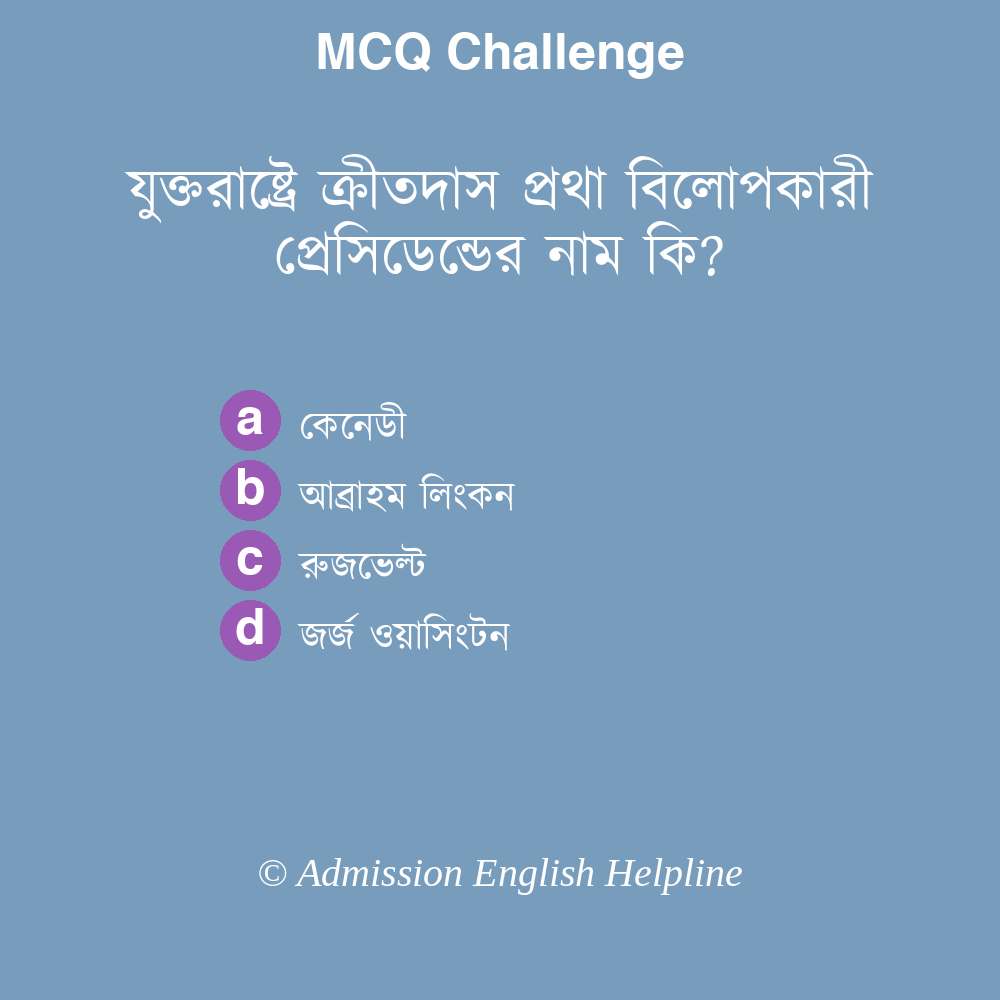 MCQ Challenge
যুক্তরাষ্ট্রে ক্রীতদাস প্রথা বিলোপকারী
প্রেসিডেন্ডের নাম কি?
a কেনেডী
b আব্রাহম লিংকন
c রুজভেল্ট
d জর্জ ওয়াসিংটন
© Admission English Helpline